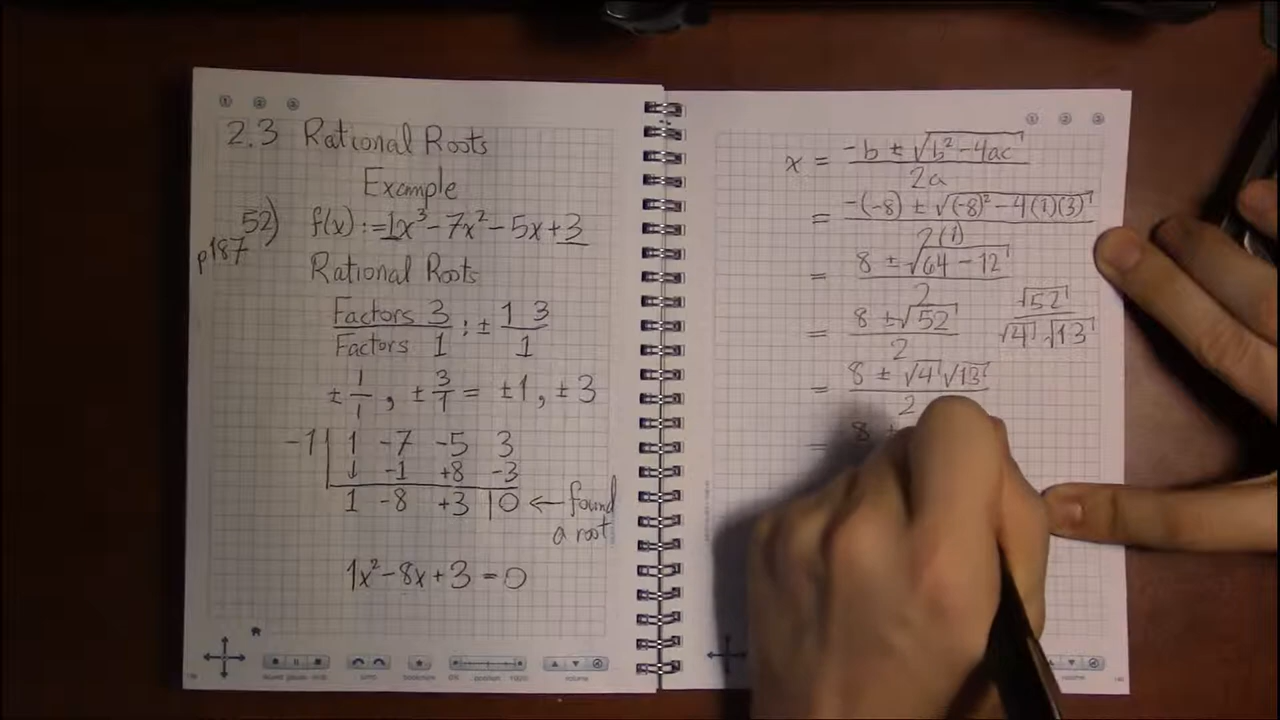 2.3 Rational Roots
Example
52) f(x) := 1x³ - 7x² - 5x + 3
p187
Rational Roots
Factors 3 : ± 1 3
Factors 1 1
± 1/1 , ± 3/1 = ±1, ±3
-1 | 1 -7 -5 3
↓ -1 +8 -3
1 -8 +3 | 0 ← found
a root
1x² - 8x + 3 = 0
x = -b ± √b² - 4ac
2a
= -(-8) ± √(-8)² - 4(1)(3)
2(1)
= 8 ± √64 - 12
2
= 8 ± √52
2
√52
√4 √13
= 8 ± √4 √13
2
= 8 ±